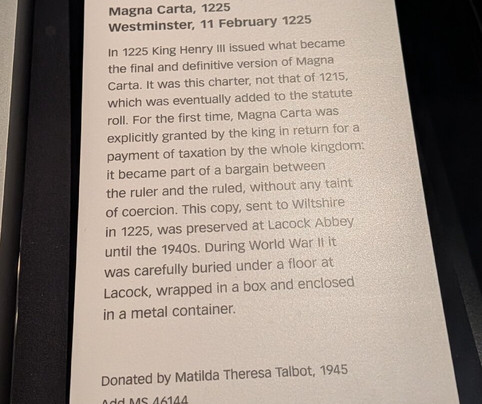 Magna Carta, 1225
Westminster, 11 February 1225
In 1225 King Henry III issued what became
the final and definitive version of Magna
Carta. It was this charter, not that of 1215,
which was eventually added to the statute
roll. For the first time, Magna Carta was
explicitly granted by the king in return for a
payment of taxation by the whole kingdom:
it became part of a bargain between
the ruler and the ruled, without any taint
of coercion. This copy, sent to Wiltshire
in 1225, was preserved at Lacock Abbey
until the 1940s. During World War II it
was carefully buried under a floor at
Lacock, wrapped in a box and enclosed
in a metal container.
Donated by Matilda Theresa Talbot, 1945
Add MS 46144